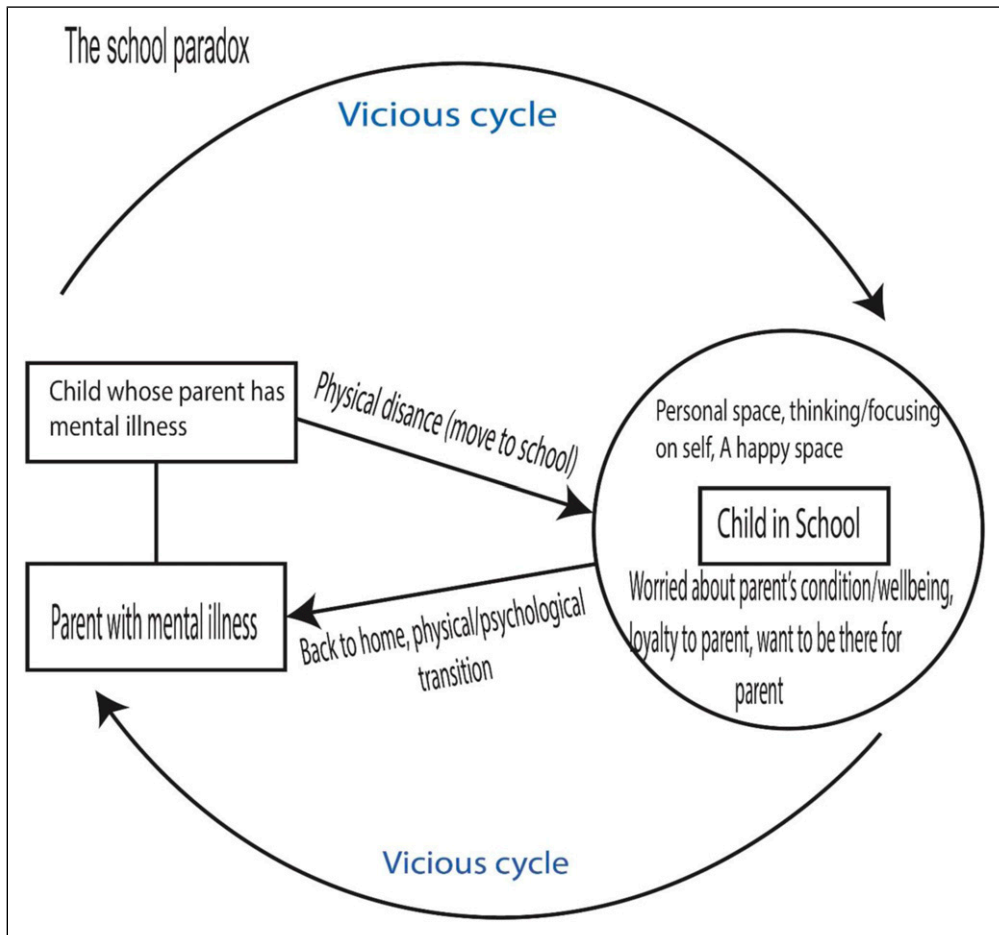 The school paradox
Vicious cycle
Child whose parent has
mental illness
Physical disance (move to school)
Personal space, thinking/focusing
on self, A happy space
Child in School
Worried about parent's condition/wellbeing,
loyalty to parent, want to be there for
parent
Parent with mental illness
Back to home, physical/psychological
transition
Vicious cycle